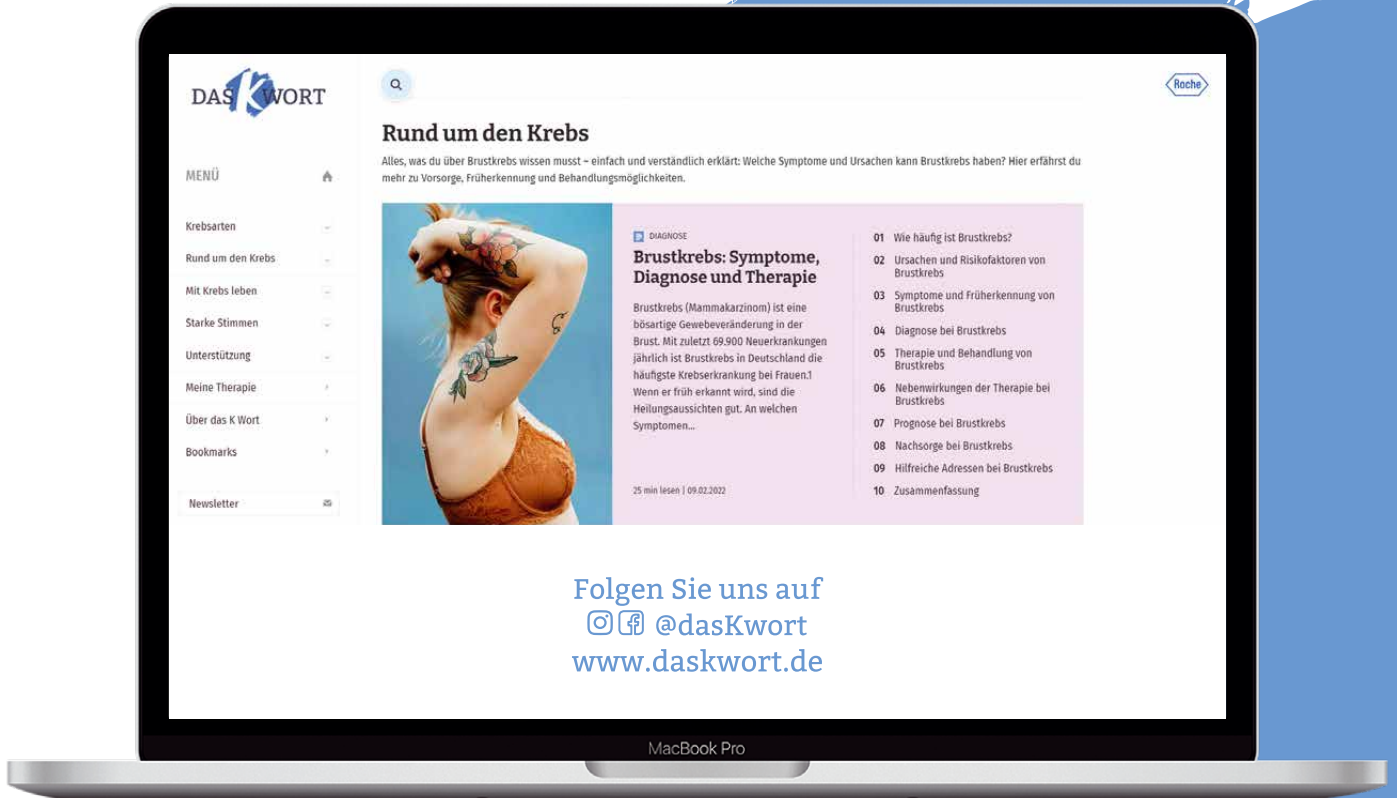 DAS K WORT
Roche
Rund um den Krebs
Alles, was du über Brustkrebs wissen musst – einfach und verständlich erklärt: Welche Symptome und Ursachen kann Brustkrebs haben? Hier erfährst du
mehr zu Vorsorge, Früherkennung und Behandlungsmöglichkeiten.
MENÜ
Krebsarten
Rund um den Krebs
Mit Krebs leben
Starke Stimmen
Unterstützung
Meine Therapie
Über das K Wort
Bookmarks
Newsletter
DIAGNOSE
Brustkrebs: Symptome,
Diagnose und Therapie
Brustkrebs (Mammakarzinom) ist eine
bösartige Gewebeveränderung in der
Brust. Mit zuletzt 69.900 Neuerkrankungen
jährlich ist Brustkrebs in Deutschland die
häufigste Krebserkrankung bei Frauen.1
Wenn er früh erkannt wird, sind die
Heilungsaussichten gut. An welchen
Symptomen...
25 min lesen | 09.02.2022
01 Wie häufig ist Brustkrebs?
02 Ursachen und Risikofaktoren von
Brustkrebs
03 Symptome und Früherkennung von
Brustkrebs
04 Diagnose bei Brustkrebs
05 Therapie und Behandlung von
Brustkrebs
06 Nebenwirkungen der Therapie bei
Brustkrebs
07 Prognose bei Brustkrebs
08 Nachsorge bei Brustkrebs
09 Hilfreiche Adressen bei Brustkrebs
10 Zusammenfassung
Folgen Sie uns auf
@dasKwort
www.daskwort.de
MacBook Pro